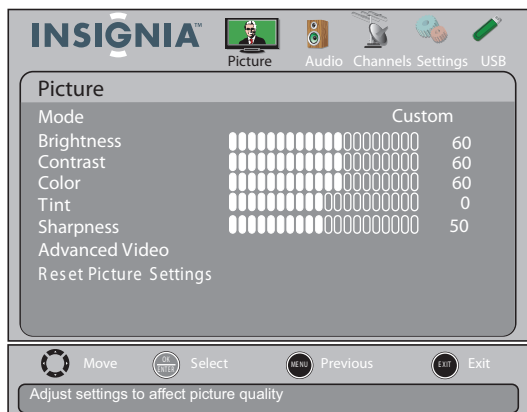 INSIGNIA™
Picture Audio Channels Settings USB
Picture
Mode Custom
Brightness 60
Contrast 60
Color 60
Tint 0
Sharpness 50
Advanced Video
Reset Picture Settings
Move OK ENTER Select MENU Previous EXIT Exit
Adjust settings to affect picture quality